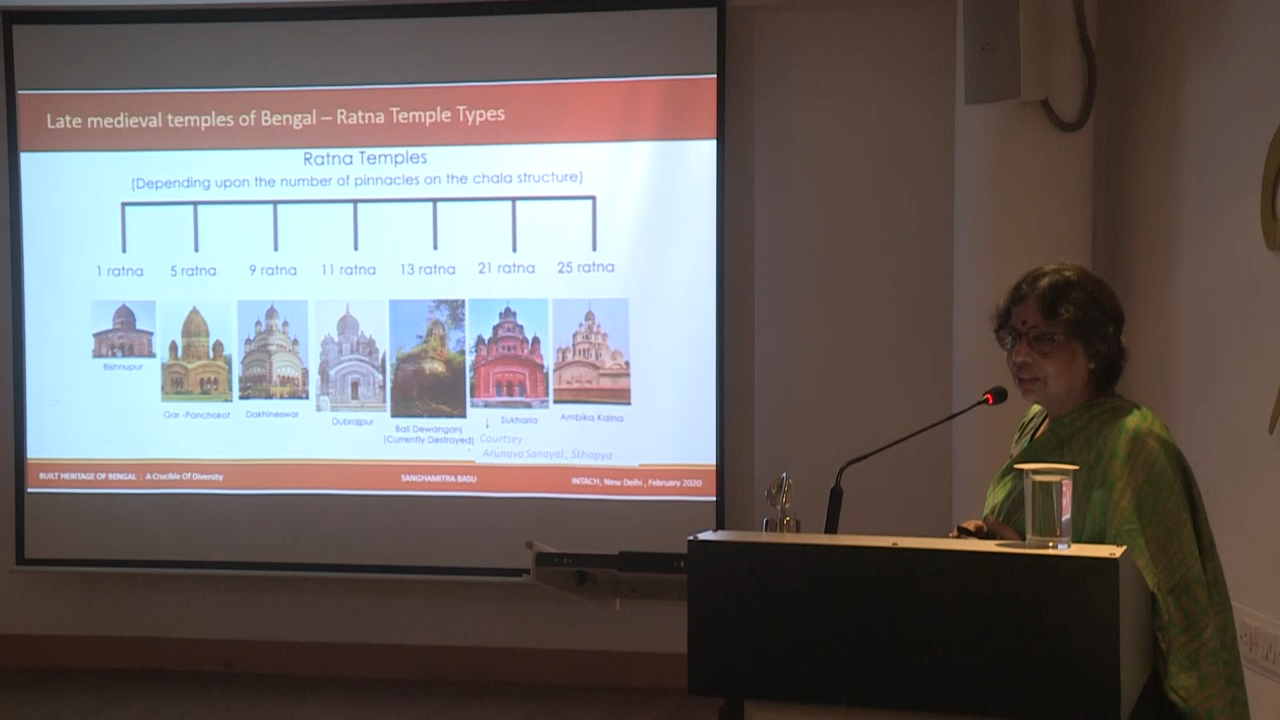 Late medieval temples of Bengal – Ratna Temple Types
Ratna Temples
(Depending upon the number of pinnacles on the chala structure)
1 ratna 5 ratna 9 ratna 11 ratna 13 ratna 21 ratna 25 ratna
Bishnupur
Gar -Panchokat Dakhineswar Dubrajpur Bali Dewanganj Sukharia Ambika Kalna
(Currently Destroyed)
Courtsey :
Arunava Sanayal, Sthapya
BUILT HERITAGE OF BENGAL : A Crucible Of Diversity SANGHAMITRA BASU INTACH, New Delhi , February 2020